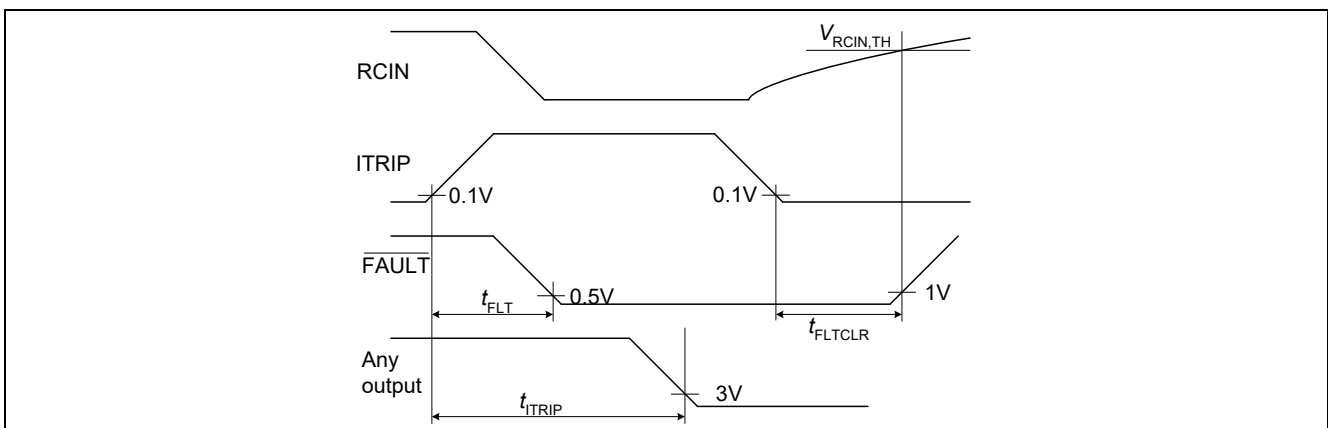 V_RCIN,TH
RCIN
ITRIP
0.1V
0.1V
FAULT
0.5V
1V
t_FLT
t_FLTCLR
Any
output
3V
t_ITRIP